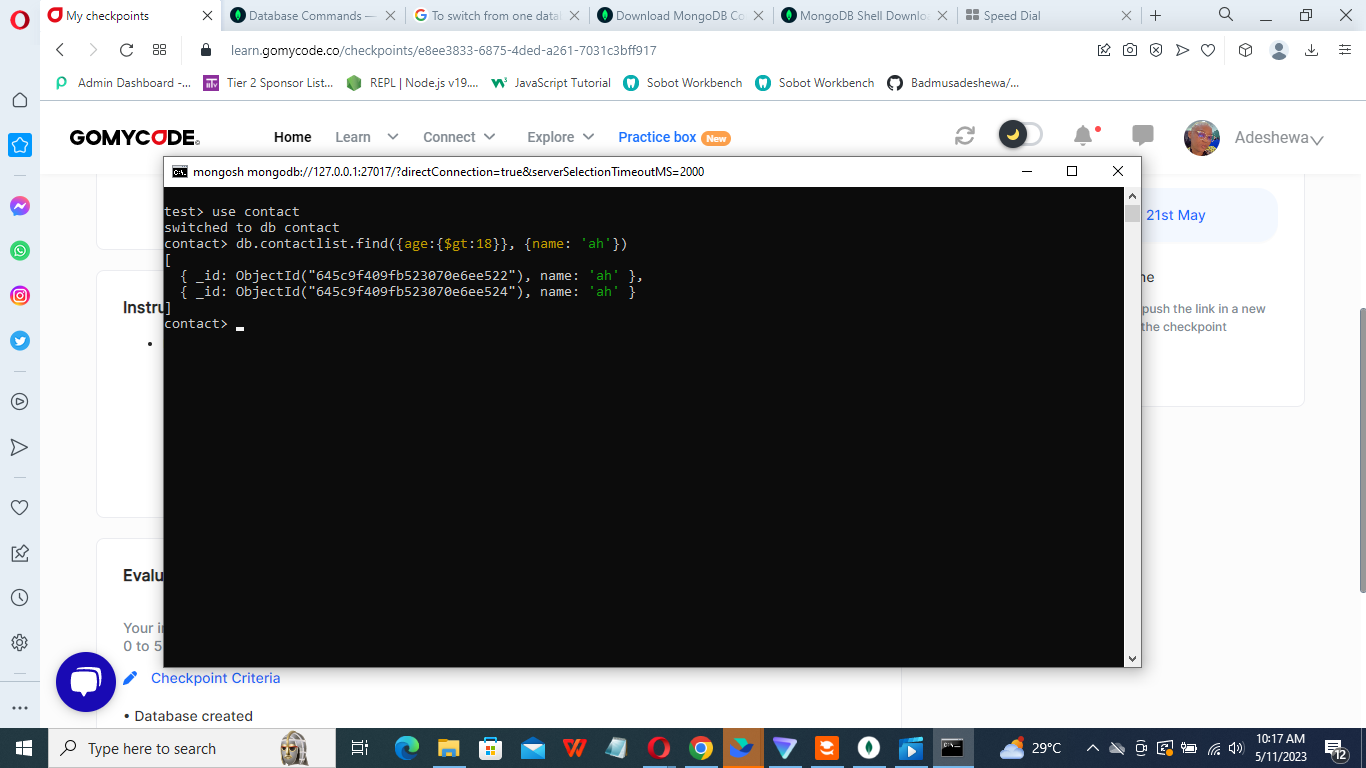 My checkpoints
Database Commands —
To switch from one data
Download MongoDB Co
MongoDB Shell Downlo
Speed Dial
learn.gomycode.co/checkpoints/e8ee3833-6875-4ded-a261-7031c3bff917
Admin Dashboard -...
Tier 2 Sponsor List...
REPL | Node.js v19....
JavaScript Tutorial
Sobot Workbench
Sobot Workbench
Badmusadeshewa/...
GOMYCODE
Home
Learn
Connect
Explore
Practice box
New
Adeshewa
mongosh mongodb://127.0.0.1:27017/?directConnection=true&serverSelectionTimeoutMS=2000
test> use contact
switched to db contact
contact> db.contactlist.find({age:{$gt:18}}, {name: 'ah'})
[
{ _id: ObjectId("645c9f409fb523070e6ee522"), name: 'ah' },
{ _id: ObjectId("645c9f409fb523070e6ee524"), name: 'ah' }
]
contact>
21st May
ne
push the link in a new
the checkpoint
Instru
Evalu
Your i
0 to 5
Checkpoint Criteria
• Database created
Type here to search
29°C
10:17 AM
5/11/2023
12